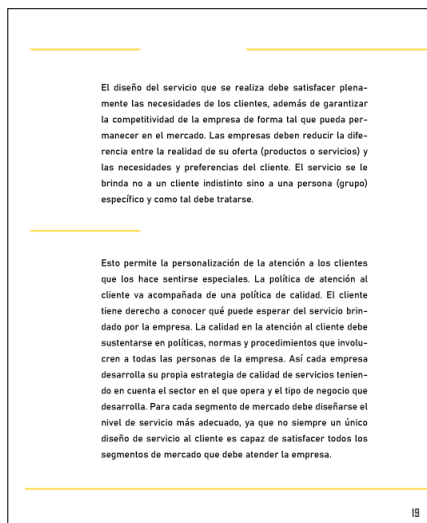 El diseño del servicio que se realiza debe satisfacer plena-
mente las necesidades de los clientes, además de garantizar
la competitividad de la empresa de forma tal que pueda per-
manecer en el mercado. Las empresas deben reducir la dife-
rencia entre la realidad de su oferta (productos o servicios) y
las necesidades y preferencias del cliente. El servicio se le
brinda no a un cliente indistinto sino a una persona (grupo)
específico y como tal debe tratarse.
Esto permite la personalización de la atención a los clientes
que los hace sentirse especiales. La política de atención al
cliente va acompañada de una política de calidad. El cliente
tiene derecho a conocer qué puede esperar del servicio brin-
dado por la empresa. La calidad en la atención al cliente debe
sustentarse en políticas, normas y procedimientos que involu-
cren a todas las personas de la empresa. Así cada empresa
desarrolla su propia estrategia de calidad de servicios tenien-
do en cuenta el sector en el que opera y el tipo de negocio que
desarrolla. Para cada segmento de mercado debe diseñarse el
nivel de servicio más adecuado, ya que no siempre un único
diseño de servicio al cliente es capaz de satisfacer todos los
segmentos de mercado que debe atender la empresa.
19